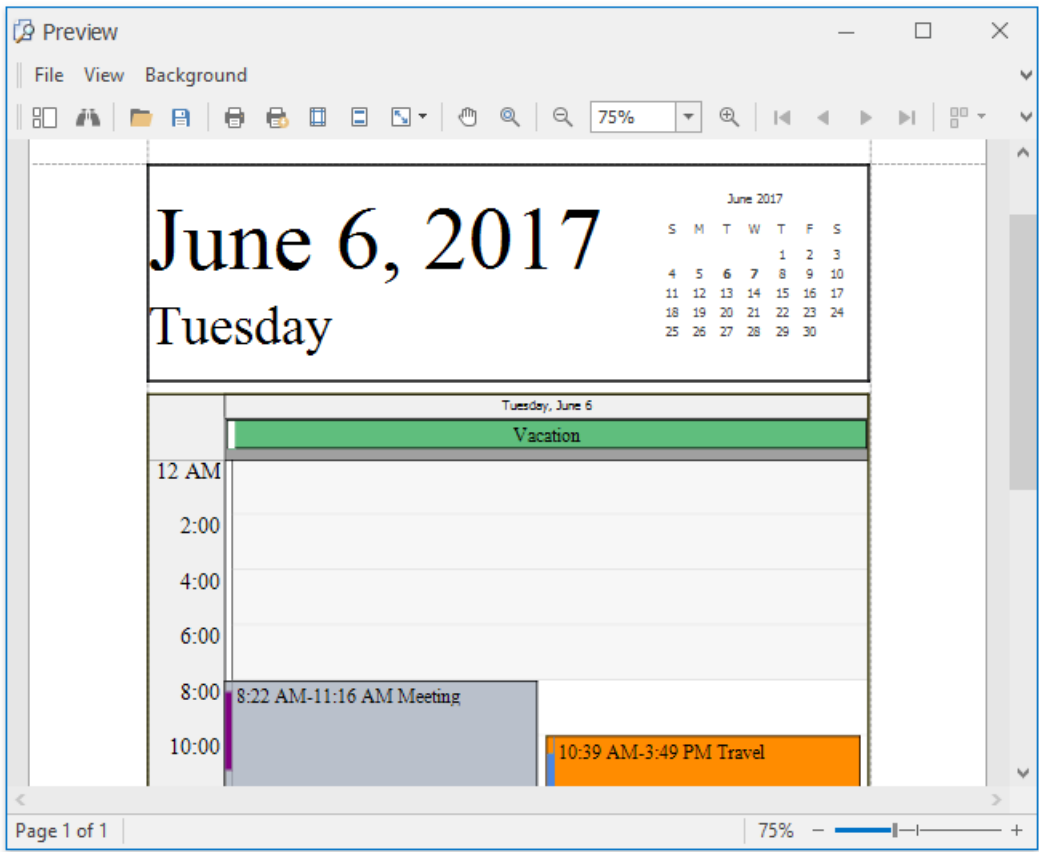 Preview
File View Background
75%
June 6, 2017
Tuesday
June 2017
S M T W T F S
1 2 3
4 5 6 7 8 9 10
11 12 13 14 15 16 17
18 19 20 21 22 23 24
25 26 27 28 29 30
Tuesday, June 6
Vacation
12 AM
2:00
4:00
6:00
8:00
8:22 AM-11:16 AM Meeting
10:00
10:39 AM-3:49 PM Travel
Page 1 of 1
75%